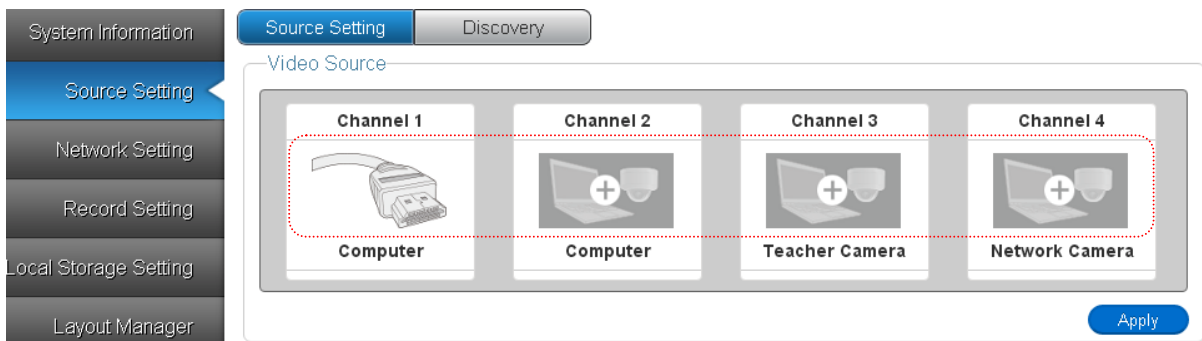 System Information
Source Setting
Network Setting
Record Setting
Local Storage Setting
Layout Manager
Source Setting Discovery
Video Source
Channel 1 Channel 2 Channel 3 Channel 4
Computer Computer Teacher Camera Network Camera
Apply